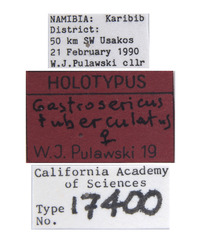 NAMIBIA: Karibib
District:
50 km SW Usakos
21 February 1990
W.J.Pulawski cllr
HOLOTYPUS
Gastrosericus
tuberculatus
♀
W.J. Pulawski 19
California Academy
of Sciences
Type
No. 17400